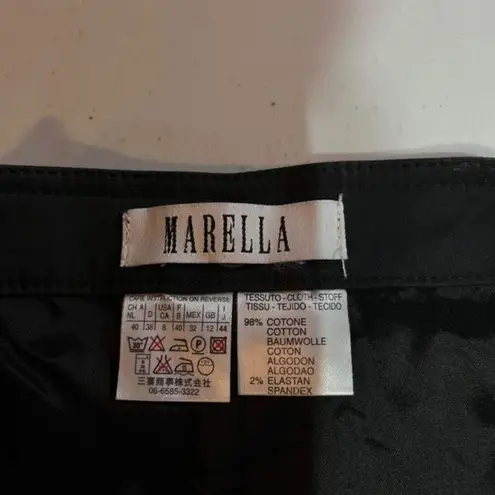 MARELLA
CARE INSTRUCTION ON REVERSE
CH A NL D USA CA F B MEX GB J
40 38 8 40 32 12 44
三業商事株式会社
06-6585-3322
TESSUTO - CLOTH - STOFF
TISSU - TEJIDO - TECIDO
98% COTONE
COTTON
BAUMWOLLE
COTON
ALGODON
ALGODAO
2% ELASTAN
SPANDEX